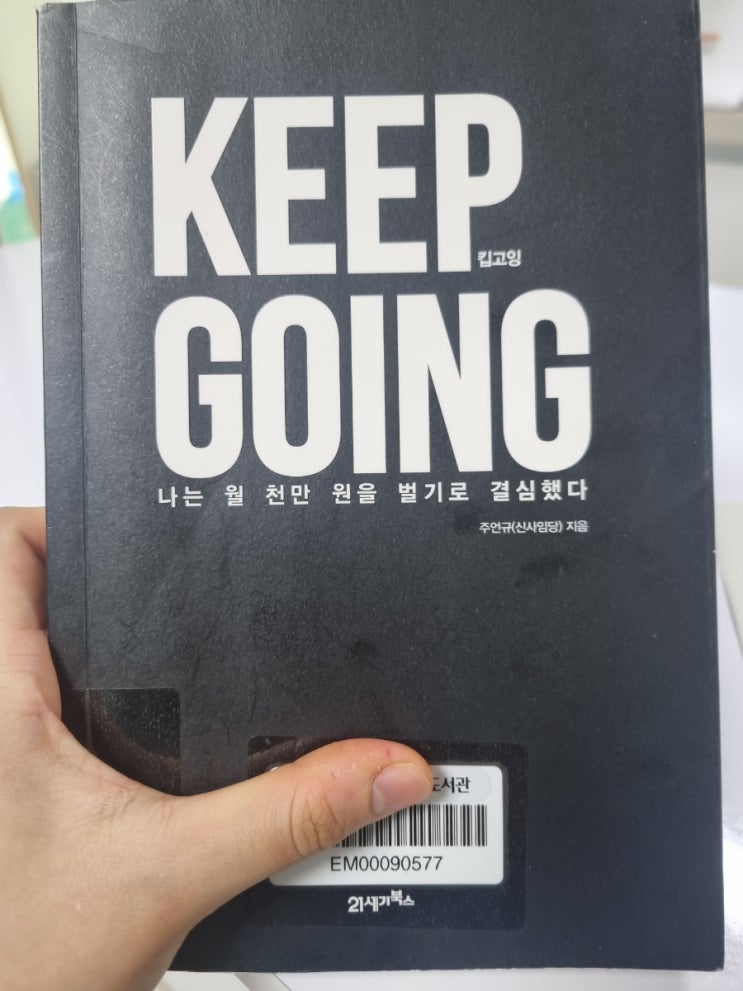 KEEP
킵고잉
GOING
나는 월 천만 원을 벌기로 결심했다
주언규(신사임당) 지음
도서관
EM00090577
21세기북스